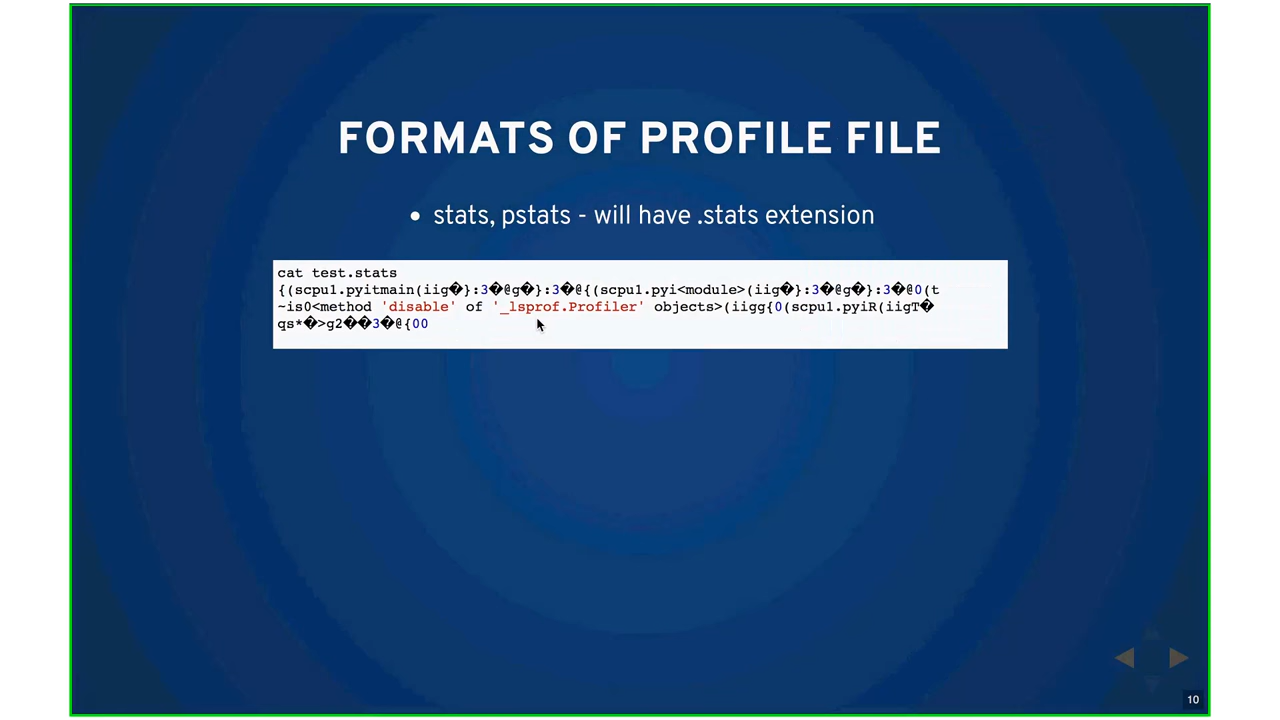 FORMATS OF PROFILE FILE
• stats, pstats - will have .stats extension
cat test.stats
{(scpu1.pyitmain(iig�}:3�@g�}:3�@{(scpu1.pyi<module>(iig�}:3�@g�}:3�@0(t
~is0<method 'disable' of '_lsprof.Profiler' objects>(iigg{0(scpu1.pyiR(iigT�
qs*�>g2��3�@{00
10